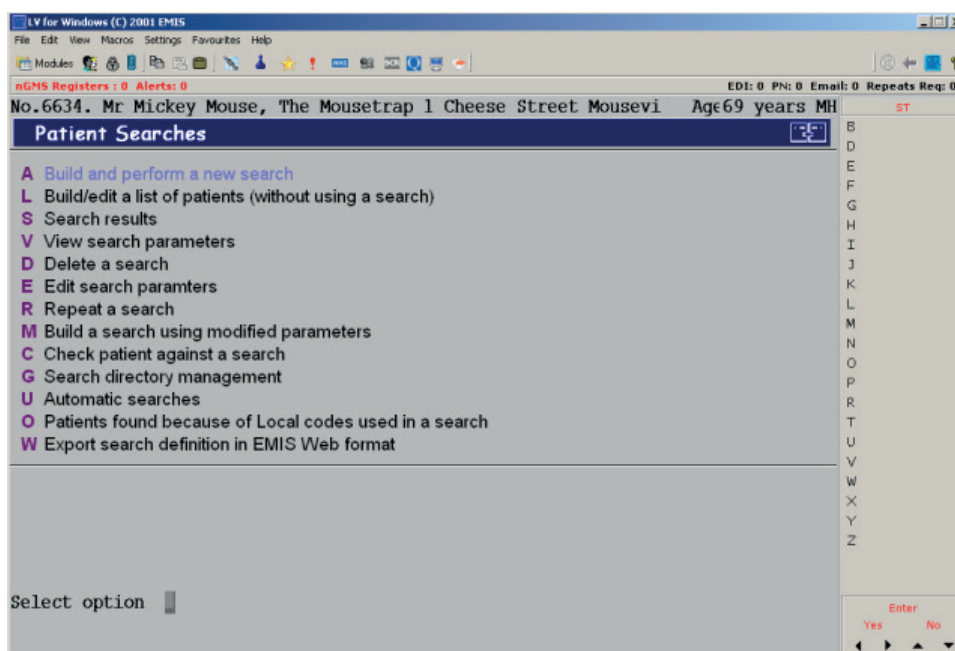 LV for Windows (C) 2001 EMIS
File Edit View Macros Settings Favourites Help
Modules
nGMS Registers : 0 Alerts: 0 EDI: 0 PN: 0 Email: 0 Repeats Req: 0
No.6634. Mr Mickey Mouse, The Mousetrap 1 Cheese Street Mousevi Age69 years MH
ST
Patient Searches
A Build and perform a new search
L Build/edit a list of patients (without using a search)
S Search results
V View search parameters
D Delete a search
E Edit search paramters
R Repeat a search
M Build a search using modified parameters
C Check patient against a search
G Search directory management
U Automatic searches
O Patients found because of Local codes used in a search
W Export search definition in EMIS Web format
Select option
B
D
E
F
G
H
I
J
K
L
M
N
O
P
R
T
U
V
W
X
Y
Z
Enter
Yes No